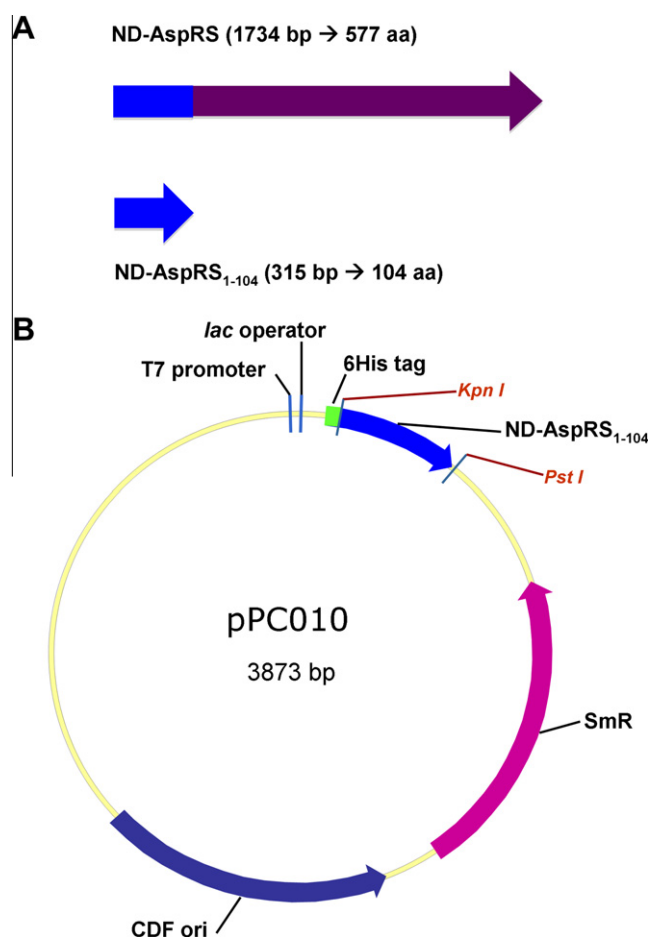 A
ND-AspRS (1734 bp → 577 aa)
ND-AspRS1-104 (315 bp → 104 aa)
B
lac operator
T7 promoter
6His tag
Kpn I
ND-AspRS1-104
Pst I
pPC010
3873 bp
SmR
CDF ori